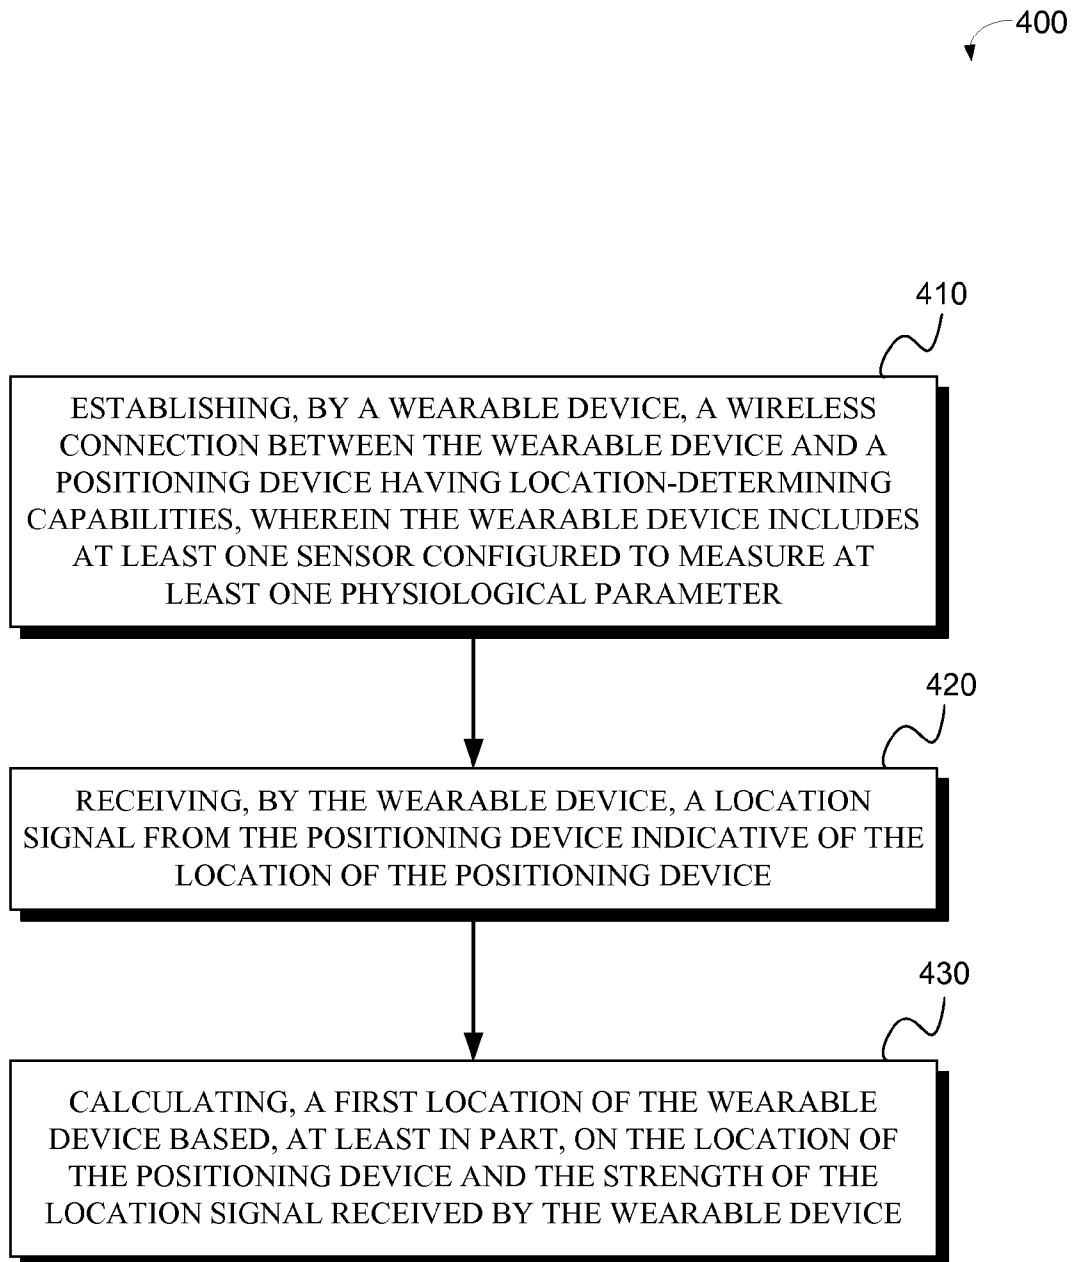 400
410
ESTABLISHING, BY A WEARABLE DEVICE, A WIRELESS
CONNECTION BETWEEN THE WEARABLE DEVICE AND A
POSITIONING DEVICE HAVING LOCATION-DETERMINING
CAPABILITIES, WHEREIN THE WEARABLE DEVICE INCLUDES
AT LEAST ONE SENSOR CONFIGURED TO MEASURE AT
LEAST ONE PHYSIOLOGICAL PARAMETER
420
RECEIVING, BY THE WEARABLE DEVICE, A LOCATION
SIGNAL FROM THE POSITIONING DEVICE INDICATIVE OF THE
LOCATION OF THE POSITIONING DEVICE
430
CALCULATING, A FIRST LOCATION OF THE WEARABLE
DEVICE BASED, AT LEAST IN PART, ON THE LOCATION OF
THE POSITIONING DEVICE AND THE STRENGTH OF THE
LOCATION SIGNAL RECEIVED BY THE WEARABLE DEVICE